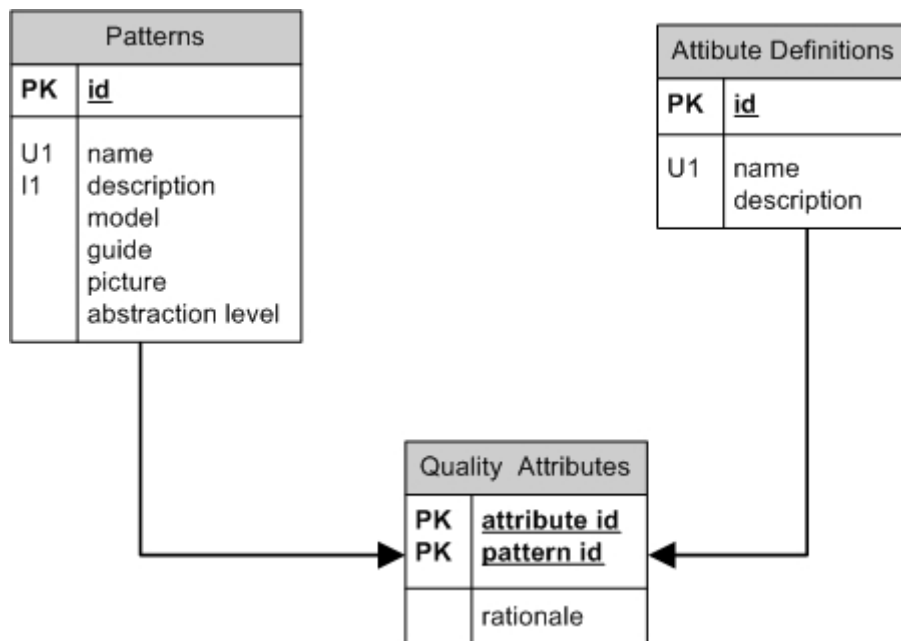 Patterns
PK id
U1 name
I1 description
model
guide
picture
abstraction level
Attibute Definitions
PK id
U1 name
description
Quality Attributes
PK attribute id
PK pattern id
rationale